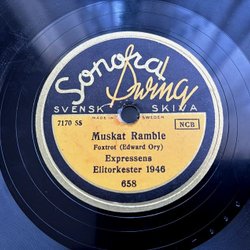 Sonora
Swing
SVENSK SKIVA
MADE IN SWEDEN
7170 SS
NCB
Muskat Ramble
Foxtrot (Edward Ory)
Expressens
Elitorkester 1946
658